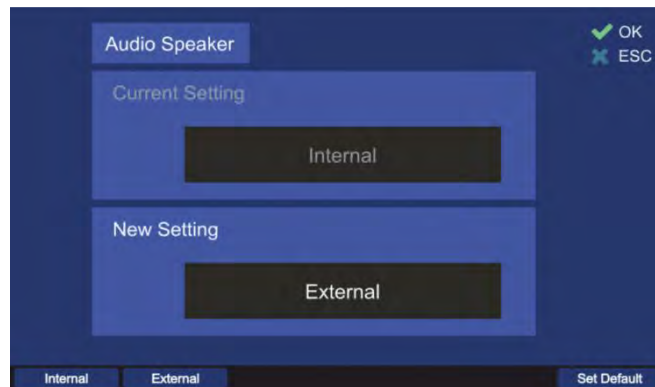 Audio Speaker
OK
ESC
Current Setting
Internal
New Setting
External
Internal External Set Default